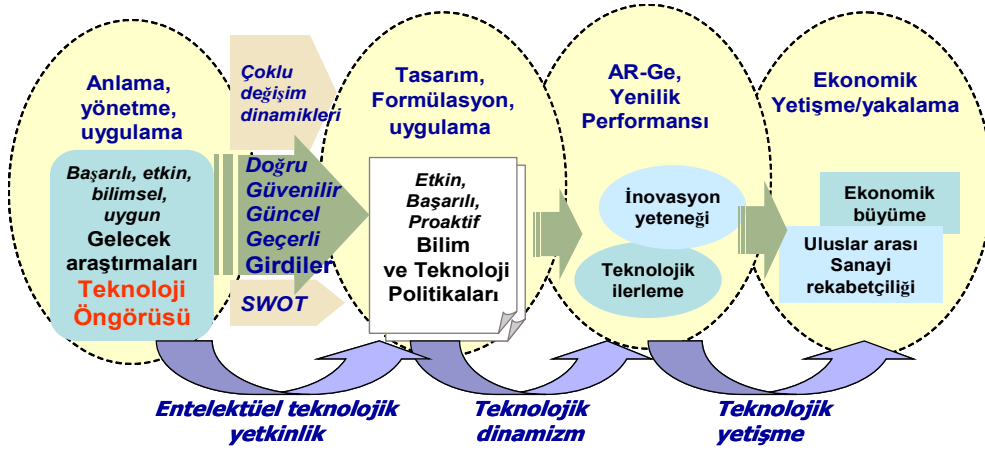 Anlama,
yönetme,
uygulama
Başarılı, etkin,
bilimsel,
uygun
Gelecek
araştırmaları
Teknoloji
Öngörüsü
Çoklu
değişim
dinamikleri
Doğru
Güvenilir
Güncel
Geçerli
Girdiler
SWOT
Tasarım,
Formülasyon,
uygulama
Etkin,
Başarılı,
Proaktif
Bilim
ve Teknoloji
Politikaları
AR-Ge,
Yenilik
Performansı
İnovasyon
yeteneği
Teknolojik
ilerleme
Ekonomik
Yetişme/yakalama
Ekonomik
büyüme
Uluslar arası
Sanayi
rekabetçiliği
Entelektüel teknolojik
yetkinlik
Teknolojik
dinamizm
Teknolojik
yetişme